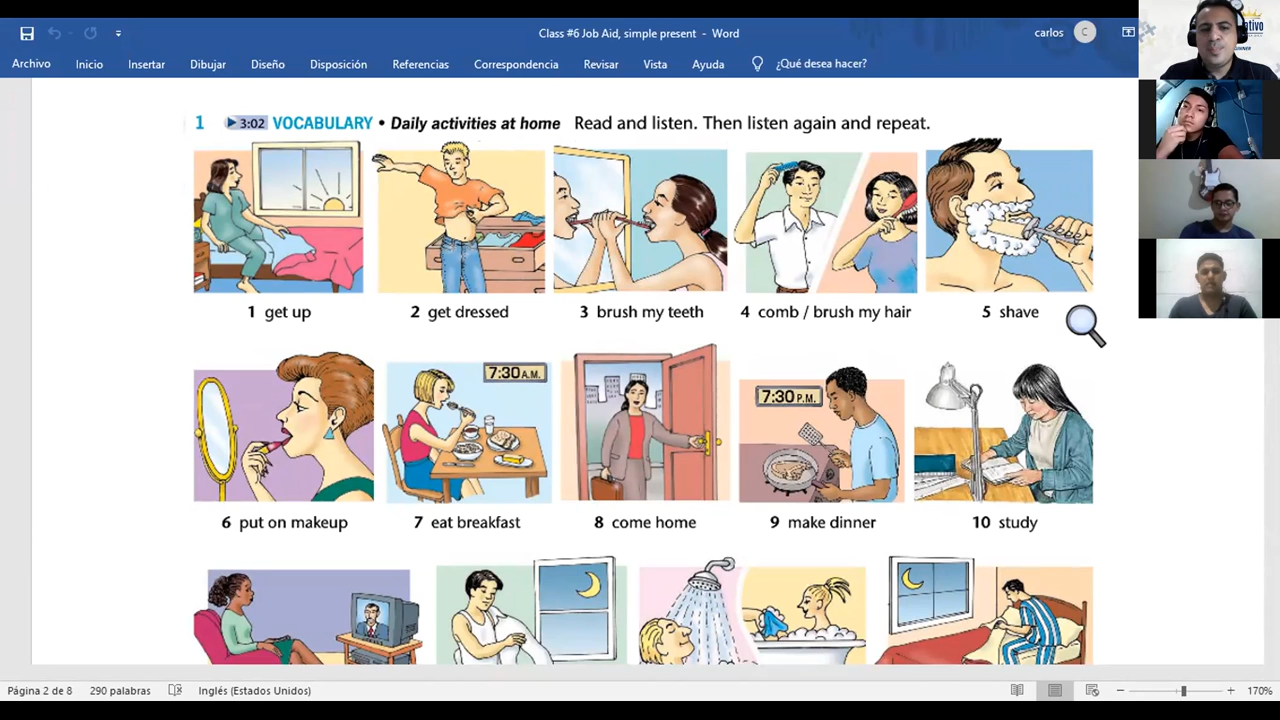 Class #6 Job Aid, simple present - Word
carlos
C
Archivo Inicio Insertar Dibujar Diseño Disposición Referencias Correspondencia Revisar Vista Ayuda ¿Qué desea hacer?
1 3:02 VOCABULARY • Daily activities at home Read and listen. Then listen again and repeat.
1 get up
2 get dressed
3 brush my teeth
4 comb / brush my hair
5 shave
7:30 A.M.
7:30 P.M.
6 put on makeup
7 eat breakfast
8 come home
9 make dinner
10 study
Página 2 de 8 290 palabras Inglés (Estados Unidos) 170%